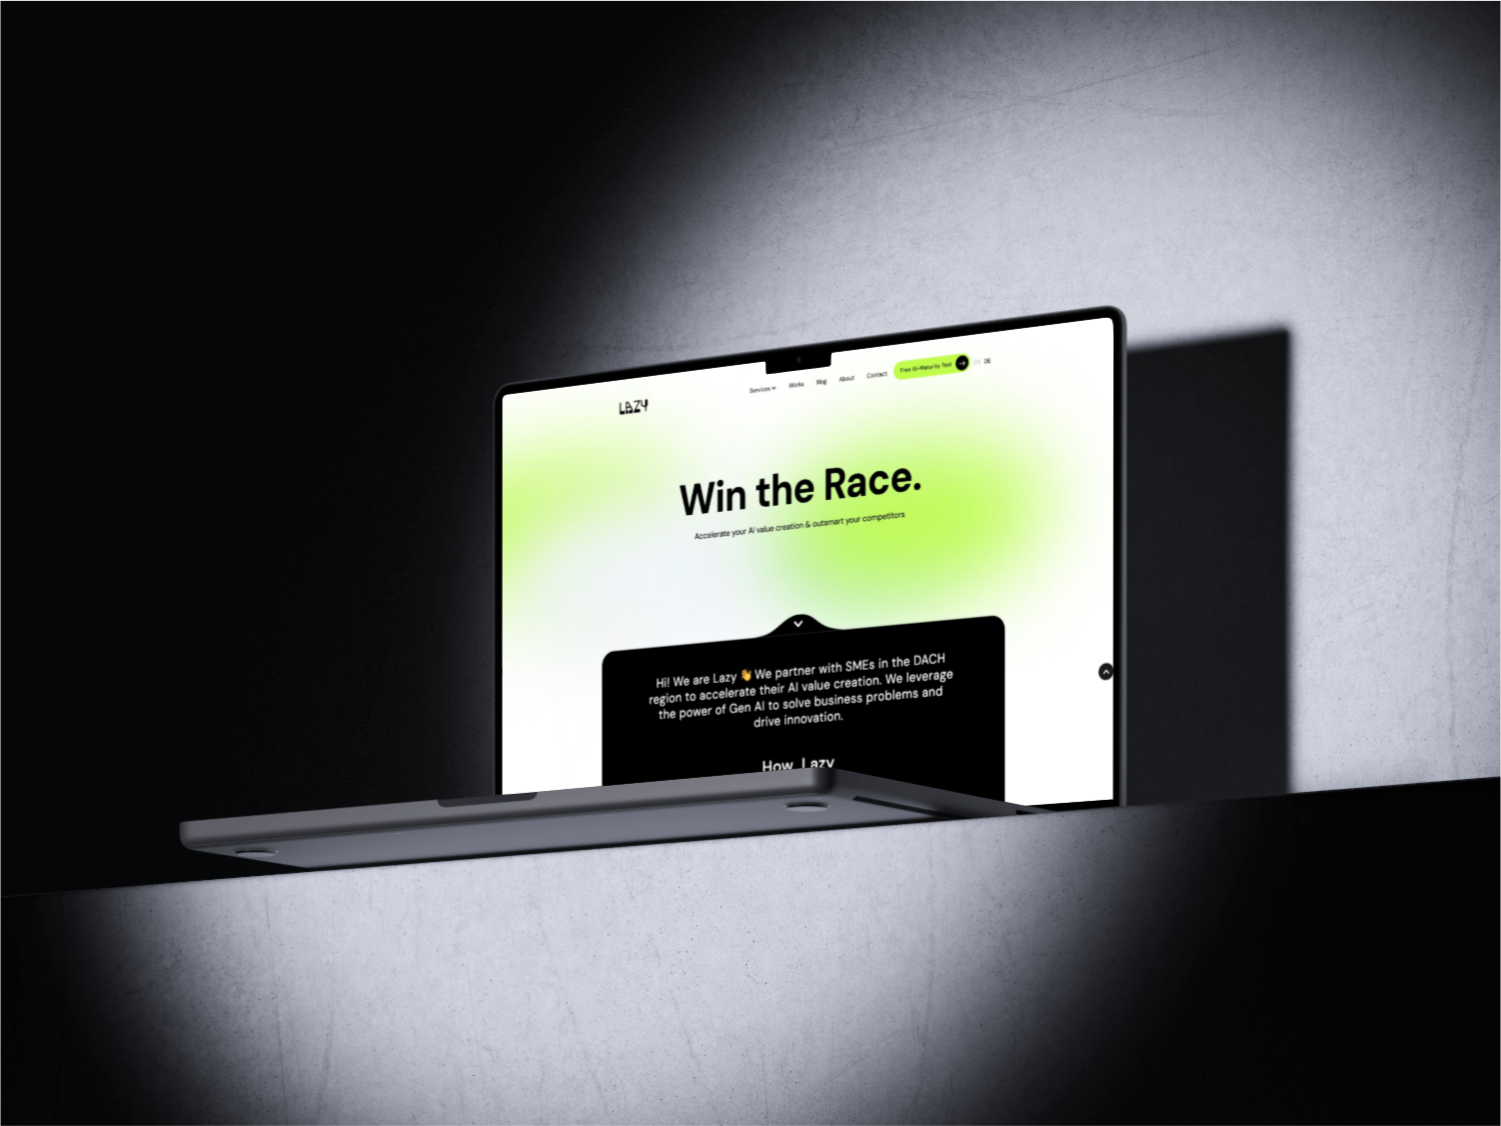 Services Works Blog About Contact Free AI-Maturity Test EN DE
LAZY
Win the Race.
Accelerate your AI value creation & outsmart your competitors
Hi! We are Lazy 👋 We partner with SMEs in the DACH
region to accelerate their AI value creation. We leverage
the power of Gen AI to solve business problems and
drive innovation.
How Lazy